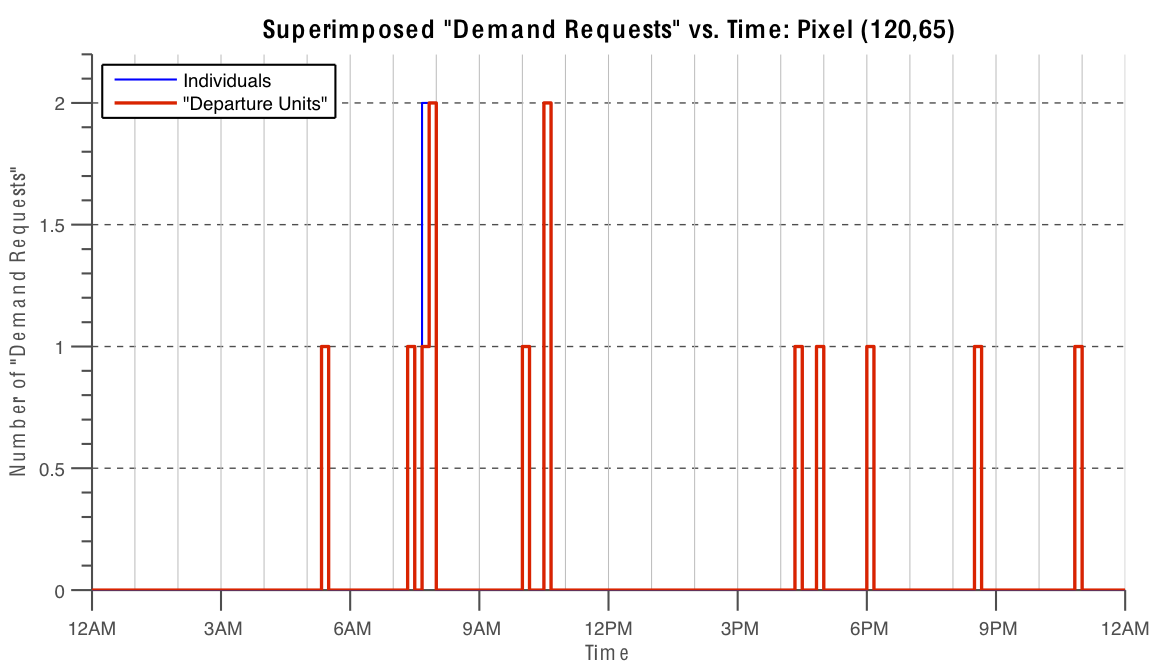 Superimposed "Demand Requests" vs. Time: Pixel (120,65)
Individuals
"Departure Units"
Number of "Demand Requests"
2
1.5
1
0.5
0
12AM 3AM 6AM 9AM 12PM 3PM 6PM 9PM 12AM
Time